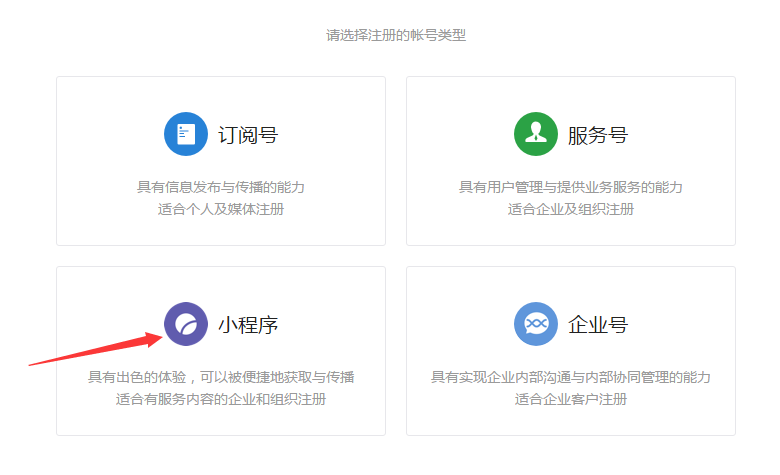 请选择注册的帐号类型
订阅号
具有信息发布与传播的能力
适合个人及媒体注册
服务号
具有用户管理与提供业务服务的能力
适合企业及组织注册
小程序
具有出色的体验，可以被便捷地获取与传播
适合有服务内容的企业和组织注册
企业号
具有实现企业内部沟通与内部协同管理的能力
适合企业客户注册